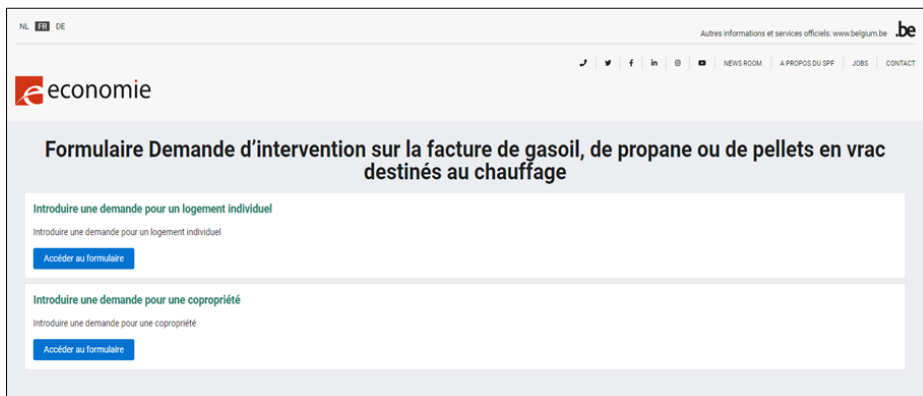 NL FR DE
Autres informations et services officiels: www.belgium.be .be
NEWS ROOM A PROPOS DU SPF JOBS CONTACT
economie
Formulaire Demande d'intervention sur la facture de gasoil, de propane ou de pellets en vrac
destinés au chauffage
Introduire une demande pour un logement individuel
Introduire une demande pour un logement individuel
Accéder au formulaire
Introduire une demande pour une copropriété
Introduire une demande pour une copropriété
Accéder au formulaire